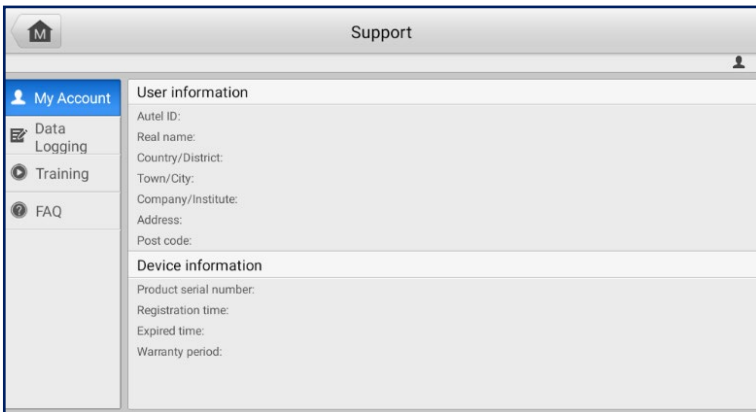 M
Support
My Account
Data
Logging
Training
? FAQ
User information
Autel ID:
Real name:
Country/District:
Town/City:
Company/Institute:
Address:
Post code:
Device information
Product serial number:
Registration time:
Expired time:
Warranty period: